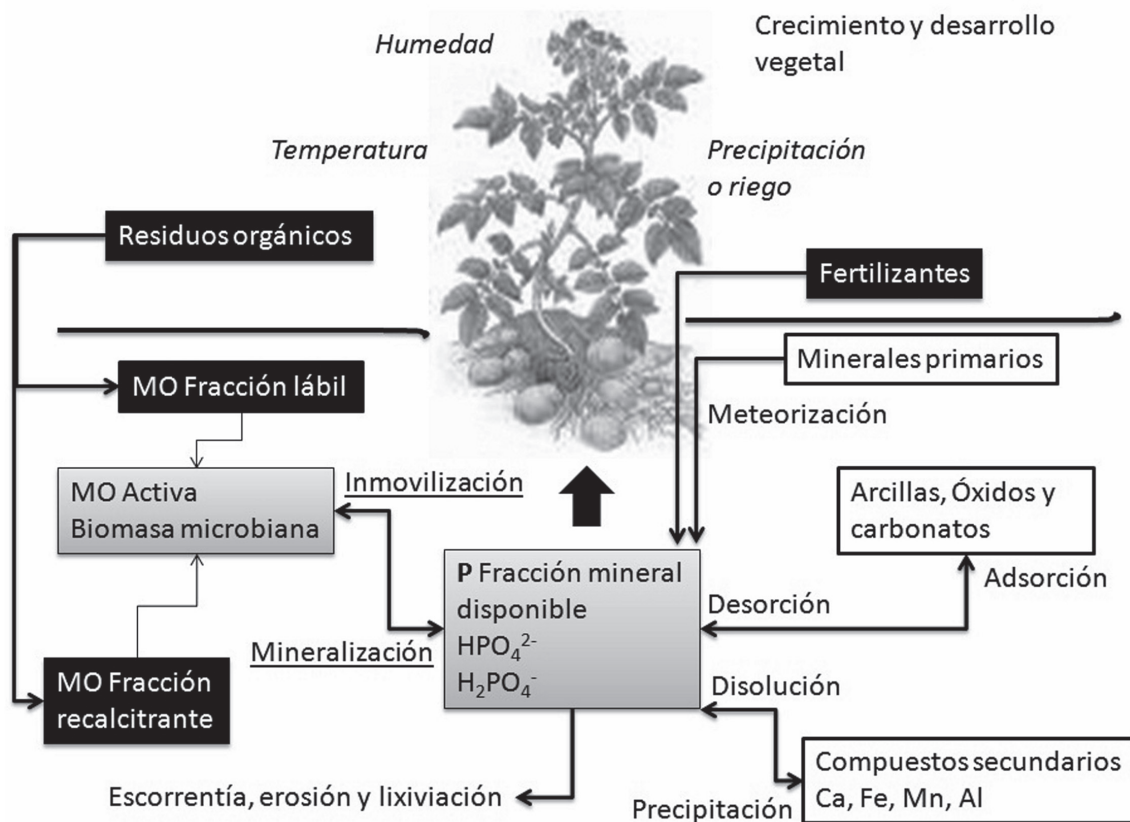 Humedad
Crecimiento y desarrollo
vegetal
Temperatura
Precipitación
o riego
Residuos orgánicos
Fertilizantes
MO Fracción lábil
Minerales primarios
Meteorización
MO Activa
Biomasa microbiana
Inmovilización
Arcillas, Óxidos y
carbonatos
P Fracción mineral
disponible
HPO₄²⁻
H₂PO₄⁻
Desorción
Adsorción
Mineralización
MO Fracción
recalcitrante
Disolución
Escorrentía, erosión y lixiviación
Precipitación
Compuestos secundarios
Ca, Fe, Mn, Al